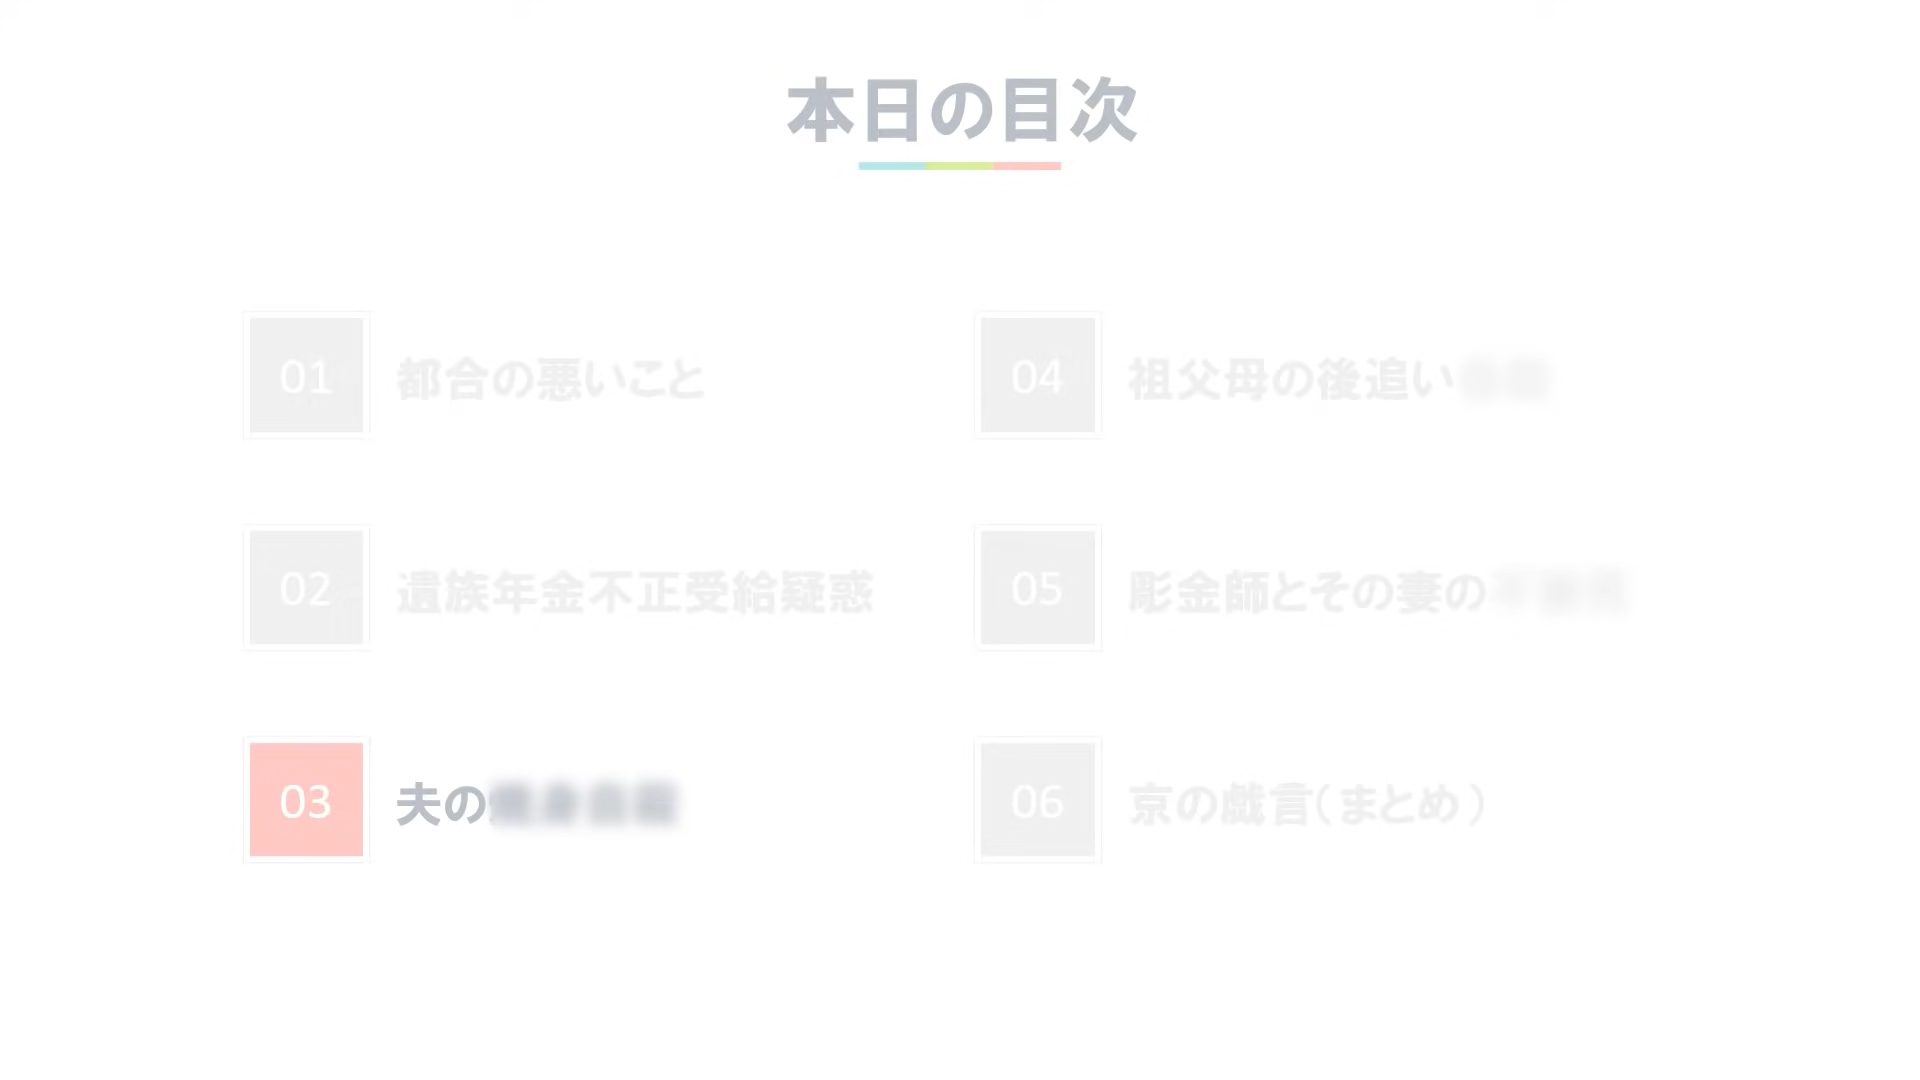 本日の目次
01 都合の悪いこと
02 遺族年金不正受給疑惑
03 夫の
04 祖父母の後追い
05 彫金師とその妻の
06 京の戯言(まとめ)